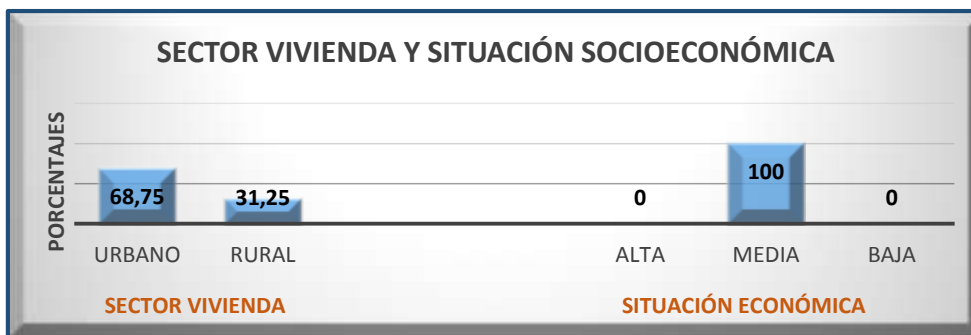 SECTOR VIVIENDA Y SITUACIÓN SOCIOECONÓMICA
PORCENTAJES
68,75
31,25
0
100
0
URBANO
RURAL
ALTA
MEDIA
BAJA
SECTOR VIVIENDA
SITUACIÓN ECONÓMICA